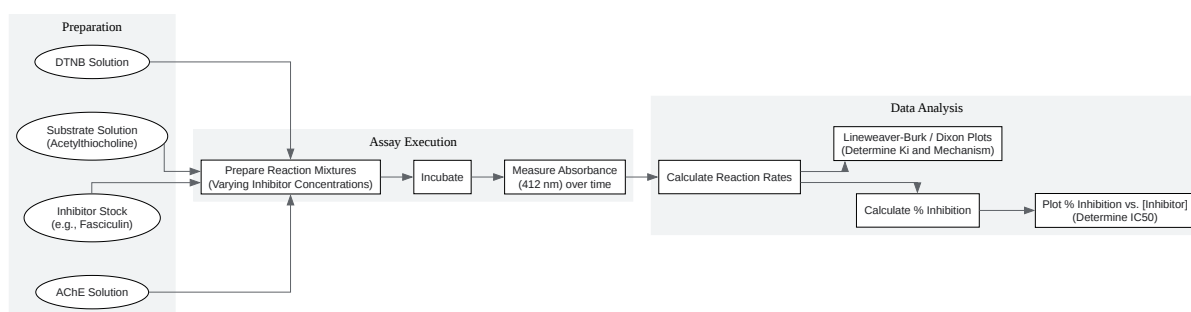 Preparation
DTNB Solution
Substrate Solution
(Acetylthiocholine)
Inhibitor Stock
(e.g., Fasciculin)
AChE Solution
Assay Execution
Prepare Reaction Mixtures
(Varying Inhibitor Concentrations)
Incubate
Measure Absorbance
(412 nm) over time
Data Analysis
Calculate Reaction Rates
Lineweaver-Burk / Dixon Plots
(Determine Ki and Mechanism)
Calculate % Inhibition
Plot % Inhibition vs. [Inhibitor]
(Determine IC50)